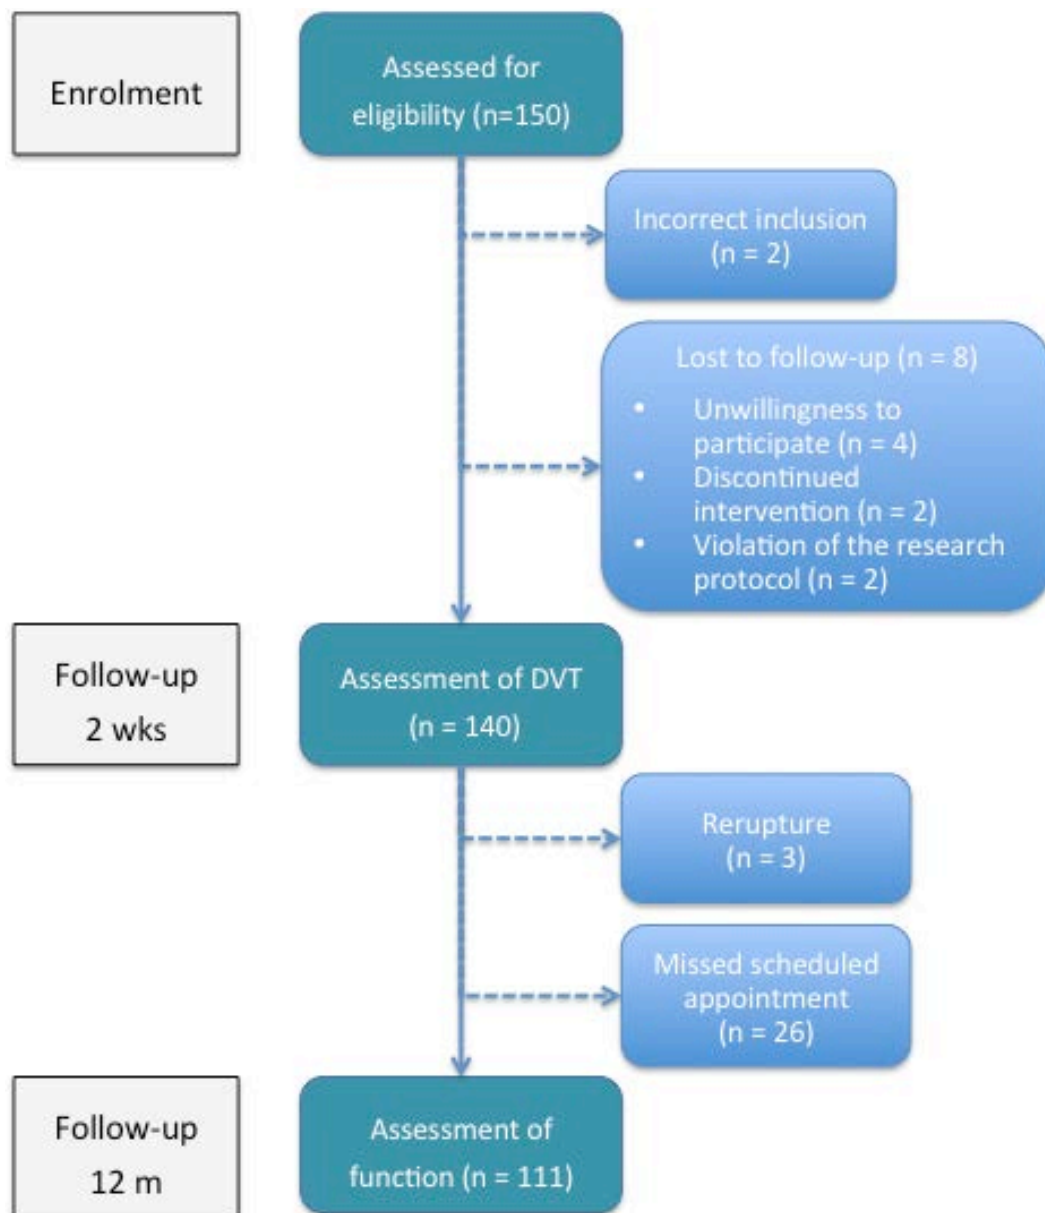 Enrolment
Assessed for
eligibility (n=150)
Incorrect inclusion
(n = 2)
Lost to follow-up (n = 8)
• Unwillingness to
participate (n = 4)
• Discontinued
intervention (n = 2)
• Violation of the research
protocol (n = 2)
Follow-up
2 wks
Assessment of DVT
(n = 140)
Rerupture
(n = 3)
Missed scheduled
appointment
(n = 26)
Follow-up
12 m
Assessment of
function (n = 111)